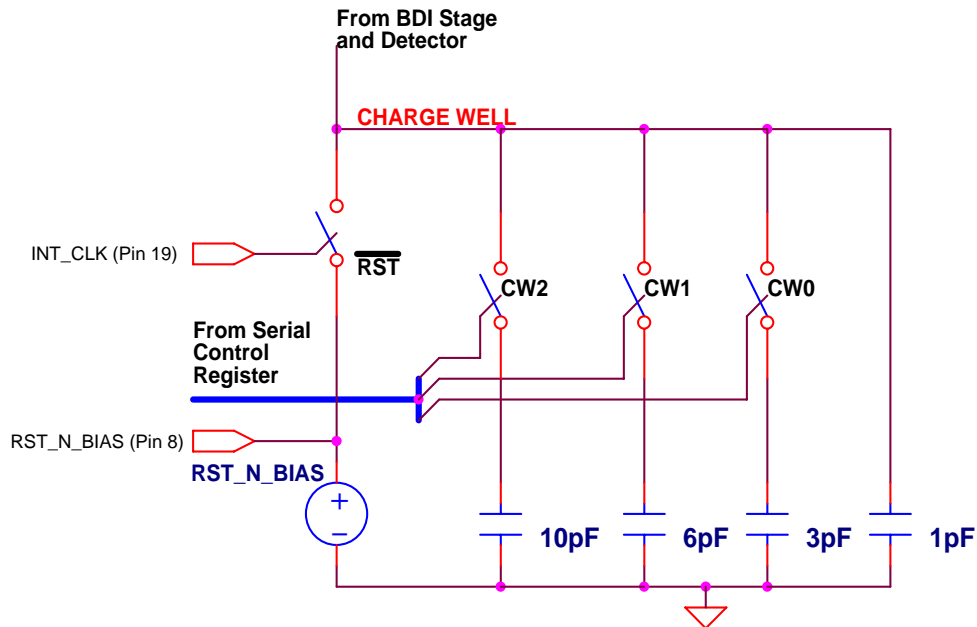 From BDI Stage
and Detector
CHARGE WELL
INT_CLK (Pin 19)
RST
CW2
CW1
CW0
From Serial
Control
Register
RST_N_BIAS (Pin 8)
RST_N_BIAS
+
−
10pF
6pF
3pF
1pF